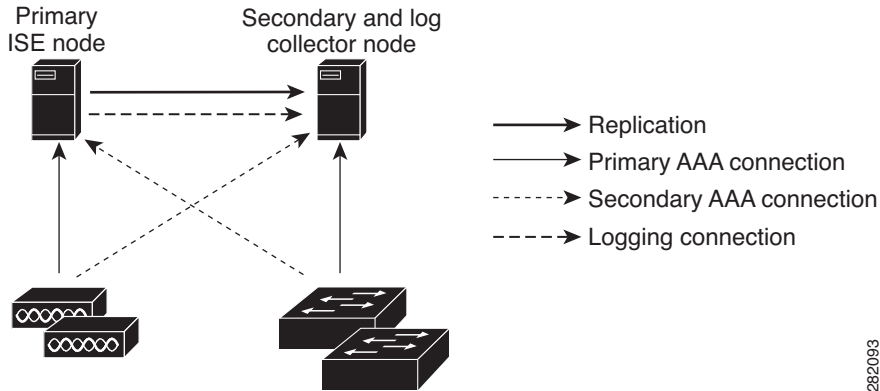 Primary
ISE node
Secondary and log
collector node
Replication
Primary AAA connection
Secondary AAA connection
Logging connection
282093